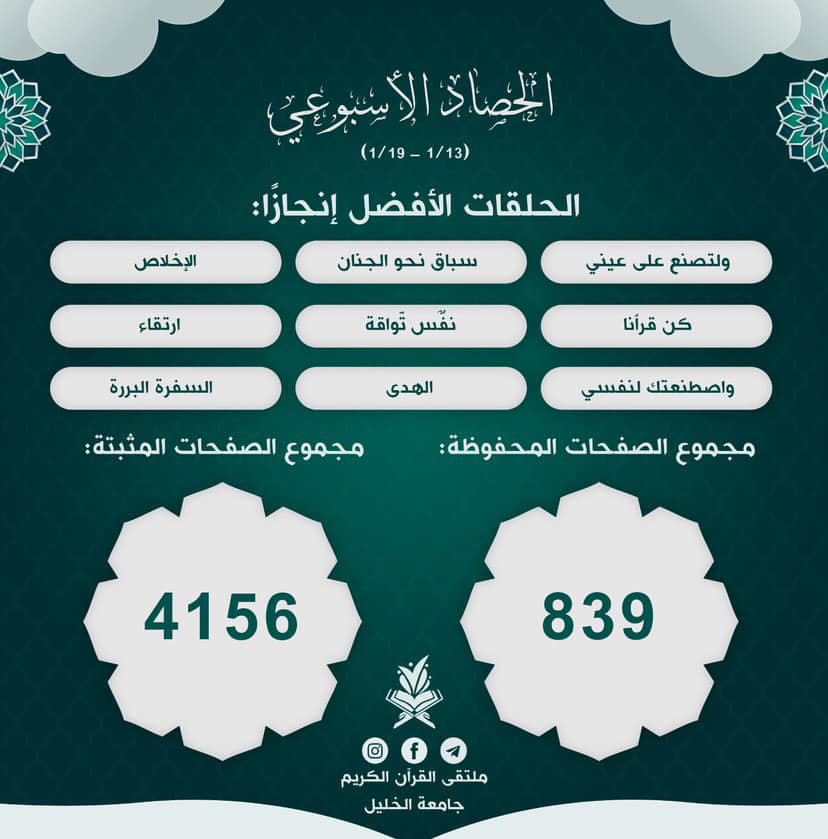 الحصاد الأسبوعي
(1/19 – 1/13)
الحلقات الأفضل إنجازًا:
ولتصنع على عيني
سباق نحو الجنان
الإخلاص
كن قرآنا
نفْس تَواقة
ارتقاء
واصطنعتك لنفسي
الهدى
السفرة البررة
مجموع الصفحات المحفوظة:
مجموع الصفحات المثبتة:
839
4156
ملتقى القرآن الكريم
جامعة الخليل